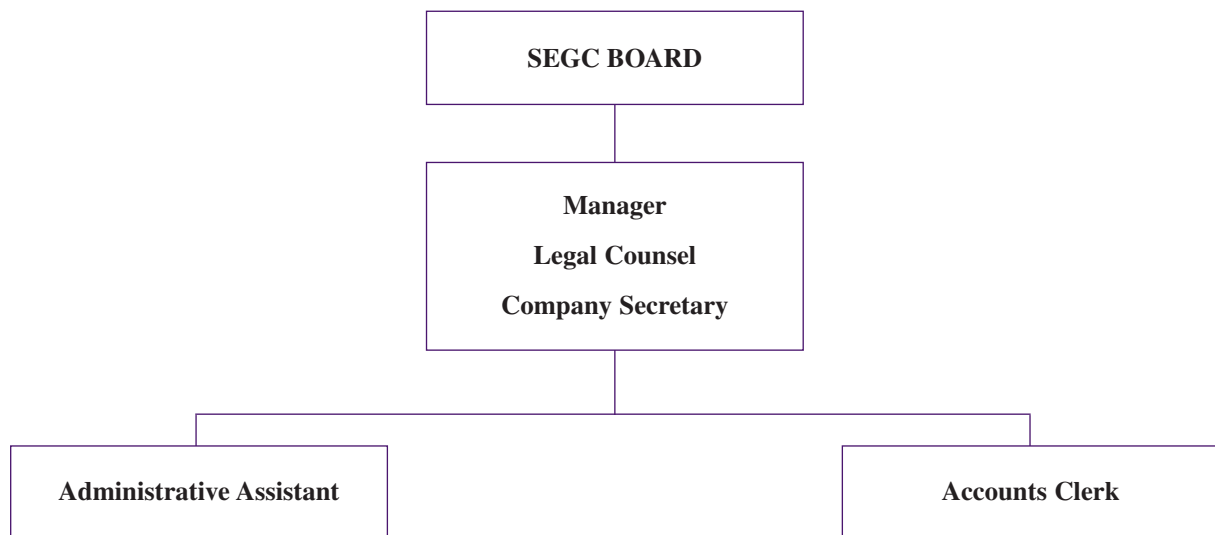 SEGC BOARD
Manager
Legal Counsel
Company Secretary
Administrative Assistant
Accounts Clerk